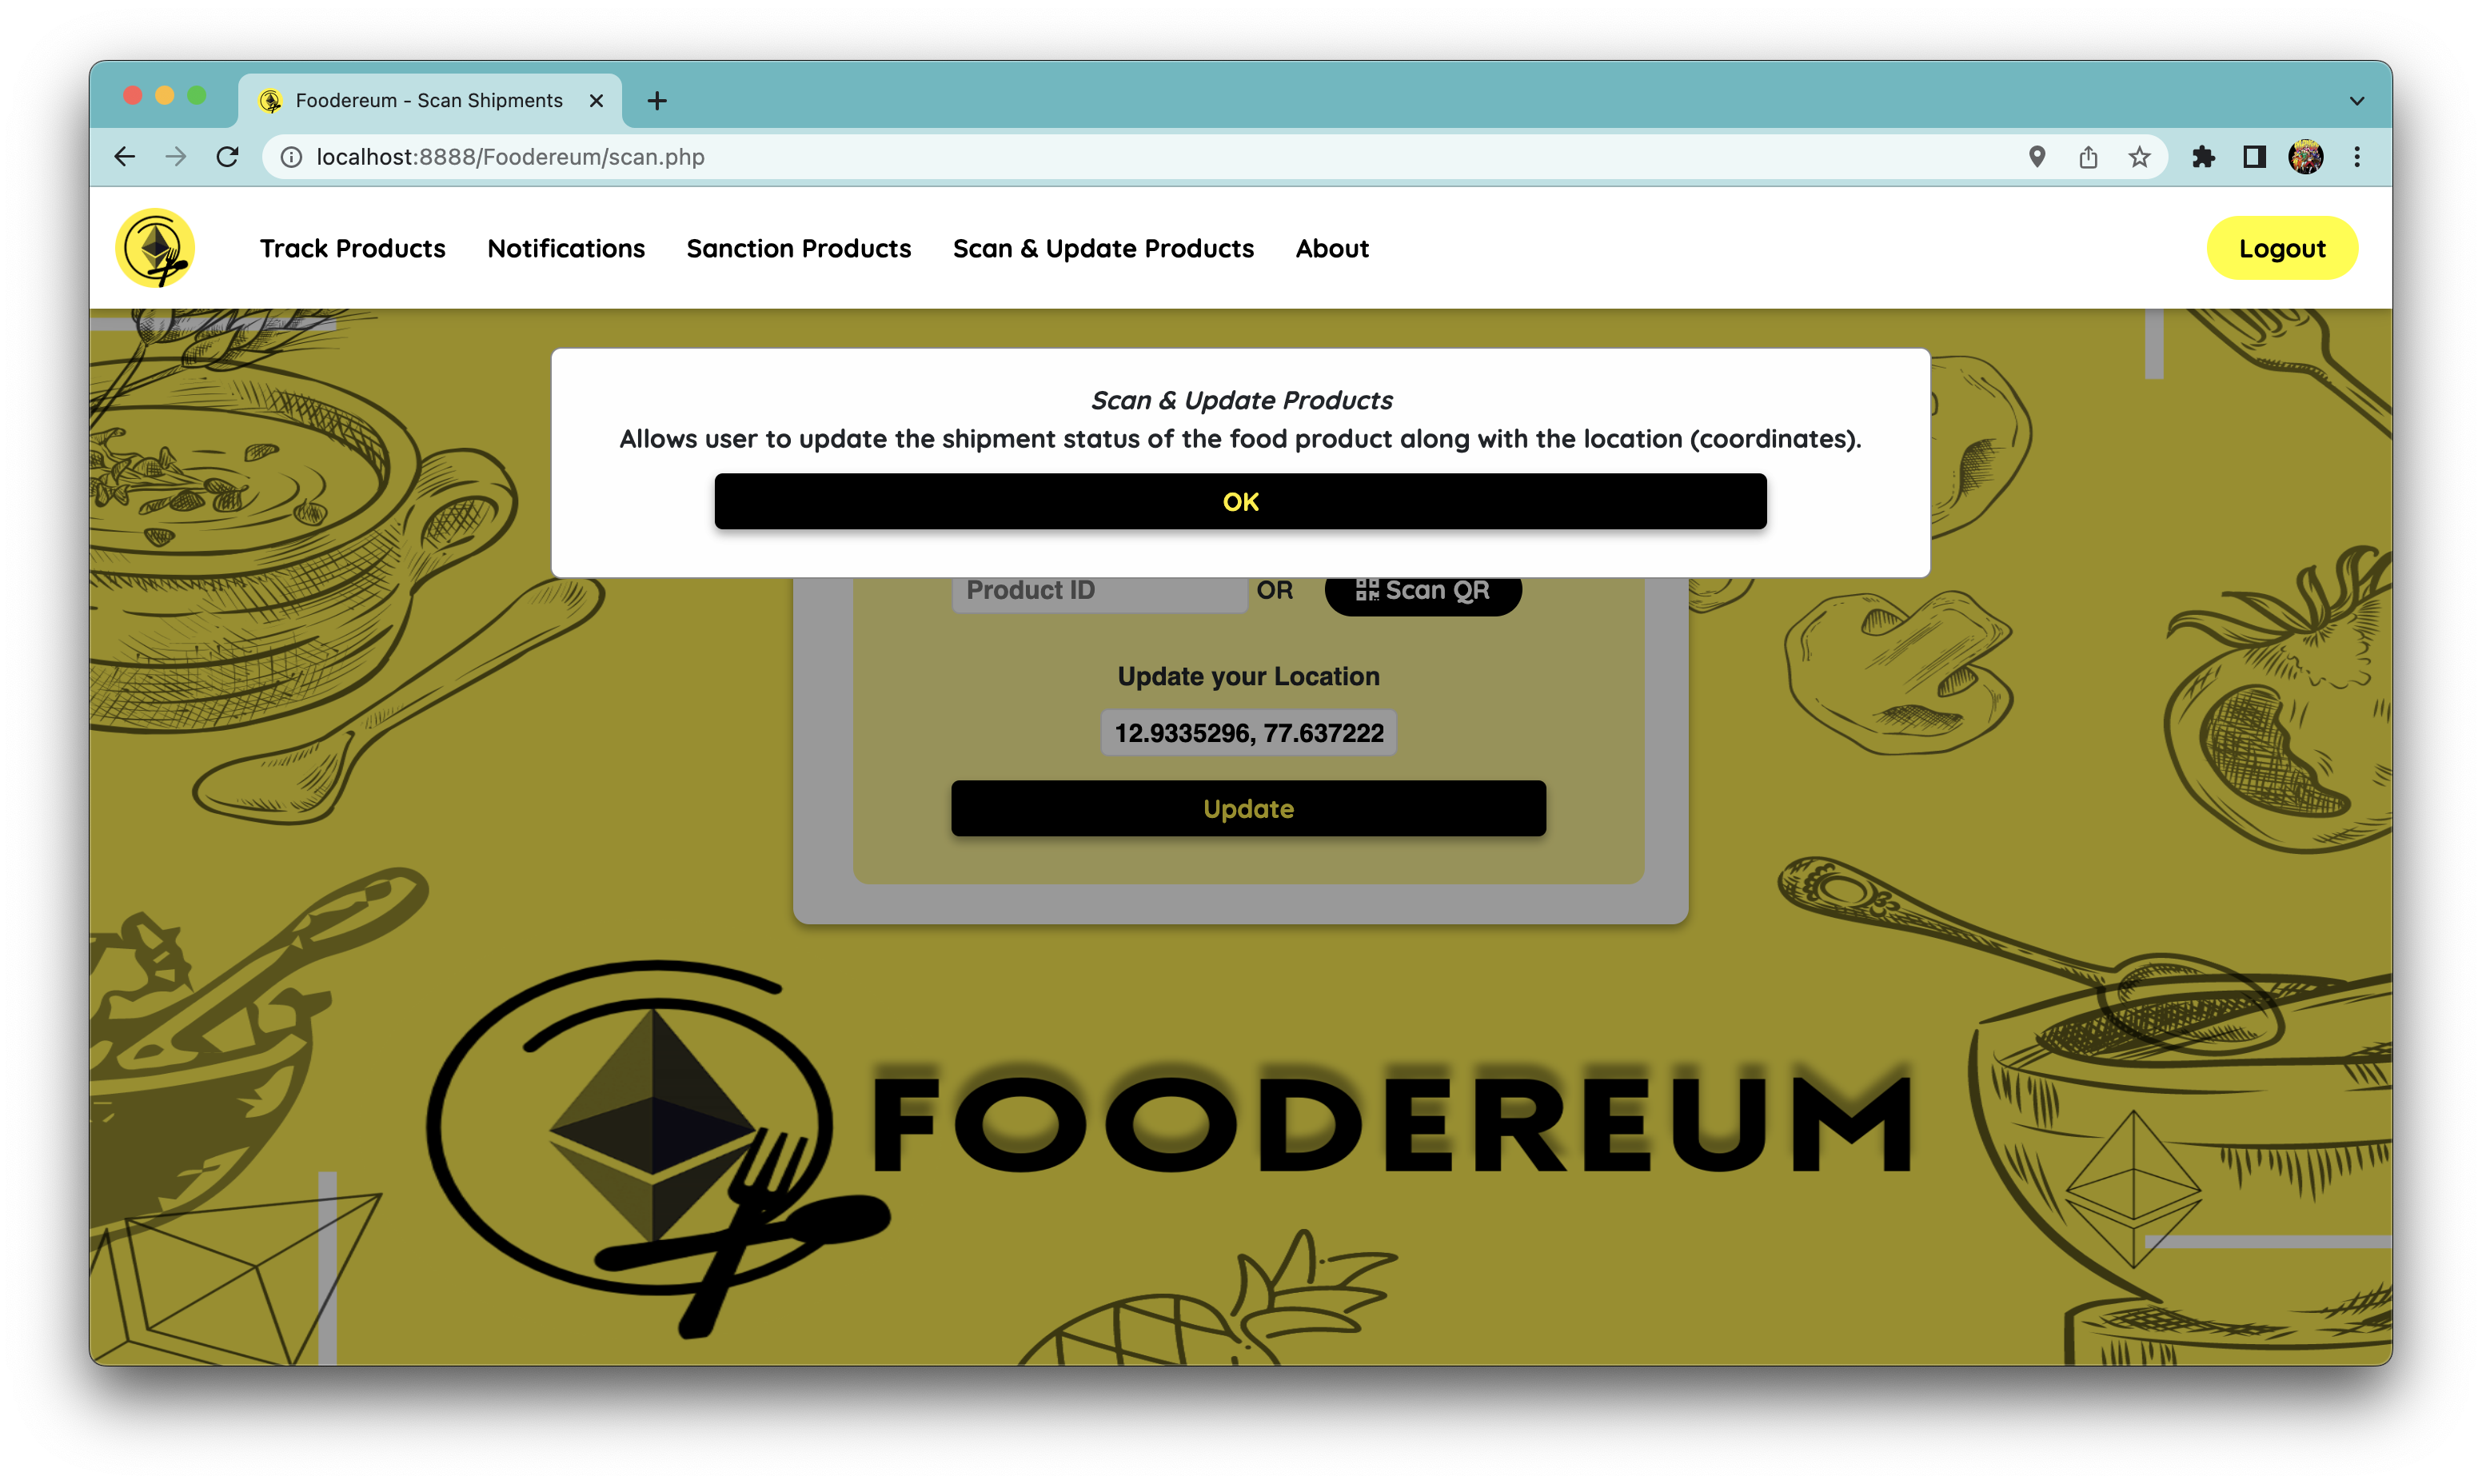 Foodereum - Scan Shipments
localhost:8888/Foodereum/scan.php
Track Products Notifications Sanction Products Scan & Update Products About Logout
Scan & Update Products
Allows user to update the shipment status of the food product along with the location (coordinates).
OK
Product ID OR Scan QR
Update your Location
12.9335296, 77.637222
Update
FOODEREUM